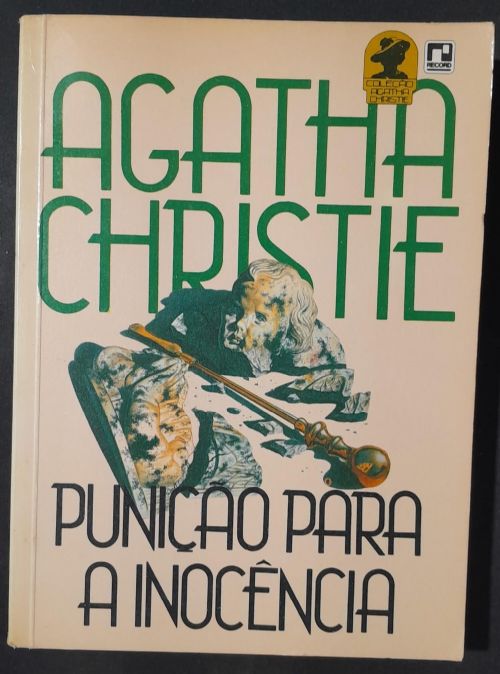 COLEÇÃO
AGATHA
CHRISTIE
RECORD
AGATHA
CHRISTIE
PUNIÇÃO PARA
A INOCÊNCIA